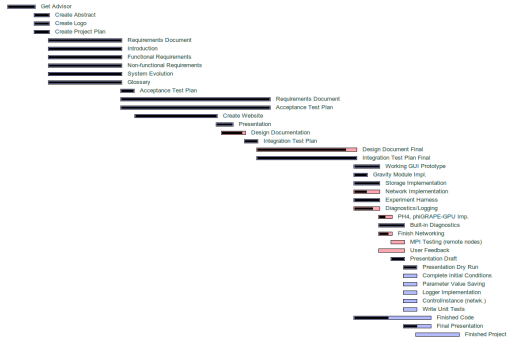 Get Advisor
Create Abstract
Create Logo
Create Project Plan
Requirements Document
Introduction
Functional Requirements
Non-functional Requirements
System Evolution
Glossary
Acceptance Test Plan
Requirements Document
Acceptance Test Plan
Create Website
Presentation
Design Documentation
Integration Test Plan
Design Document Final
Integration Test Plan Final
Working GUI Prototype
Gravity Module Impl.
Storage Implementation
Network Implementation
Experiment Harness
Diagnostics/Logging
PH4, phiGRAPE-GPU Imp.
Built-in Diagnostics
Finish Networking
MPI Testing (remote nodes)
User Feedback
Presentation Draft
Presentation Dry Run
Complete Initial Conditions
Parameter Value Saving
Logger Implementation
ControlInstance (netwk.)
Write Unit Tests
Finished Code
Final Presentation
Finished Project